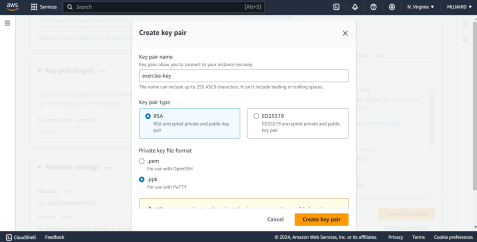 aws
Services
Search
[Alt+S]
N. Virginia
MUJAHID
Create key pair
Key pair (login)
Key pair name
Key pairs allow you to connect to your instance securely.
exercise-key
The name can include up to 255 ASCII characters. It can't include leading or trailing spaces.
Key pair type
RSA
RSA encrypted private and public key
pair
ED25519
ED25519 encrypted private and public
key pair
Private key file format
.pem
For use with OpenSSH
.ppk
For use with PuTTY
Network settings
Cancel
Create key pair
CloudShell
Feedback
© 2024, Amazon Web Services, Inc. or its affiliates.
Privacy
Terms
Cookie preferences